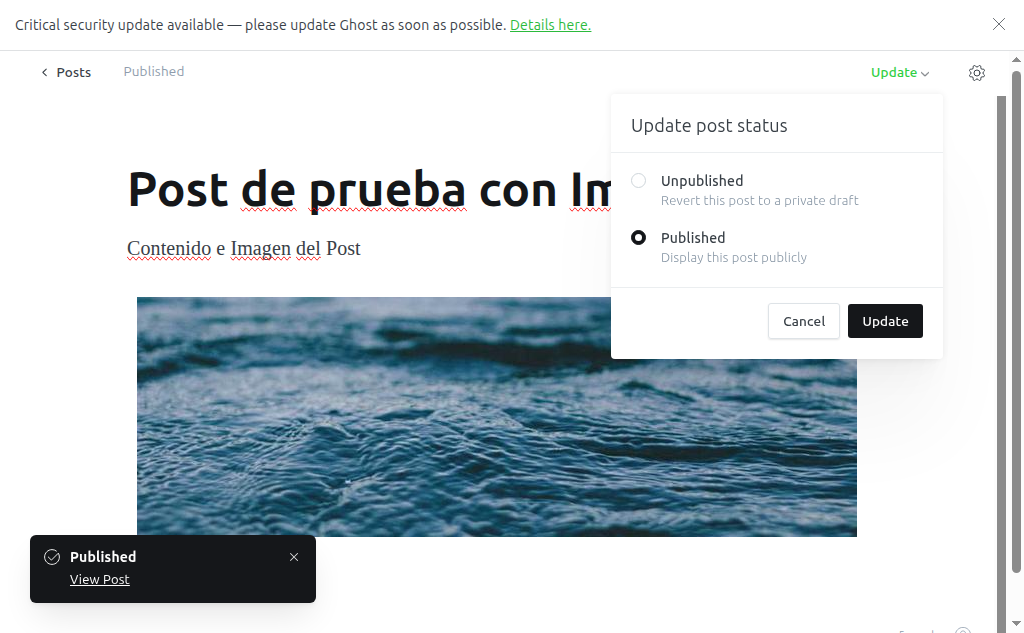 Critical security update available — please update Ghost as soon as possible. Details here.
Posts
Published
Update
Update post status
Unpublished
Revert this post to a private draft
Published
Display this post publicly
Cancel
Update
Post de prueba con Im
Contenido e Imagen del Post
Published
View Post